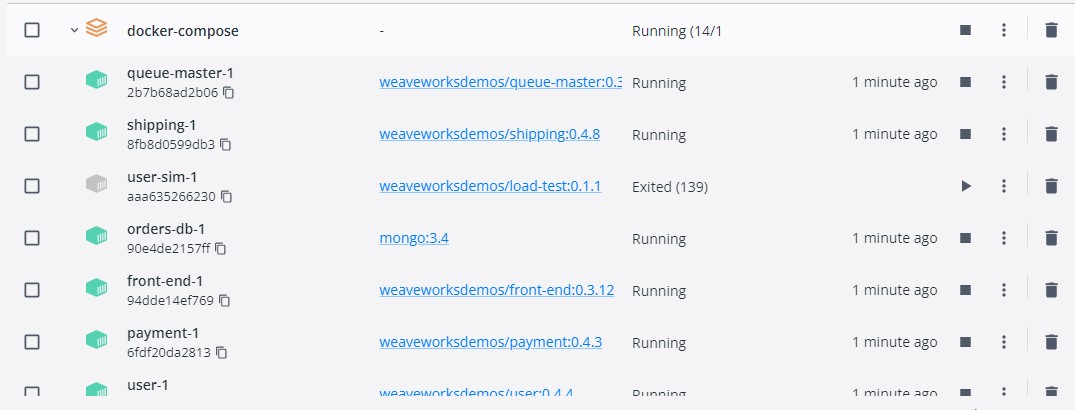 docker-compose - Running (14/1
queue-master-1 weaveworksdemos/queue-master:0.3 Running 1 minute ago
2b7b68ad2b06
shipping-1 weaveworksdemos/shipping:0.4.8 Running 1 minute ago
8fb8d0599db3
user-sim-1 weaveworksdemos/load-test:0.1.1 Exited (139)
aaa635266230
orders-db-1 mongo:3.4 Running 1 minute ago
90e4de2157ff
front-end-1 weaveworksdemos/front-end:0.3.12 Running 1 minute ago
94dde14ef769
payment-1 weaveworksdemos/payment:0.4.3 Running 1 minute ago
6fdf20da2813
user-1 weaveworksdemos/user:0.4.4 Running 1 minute ago